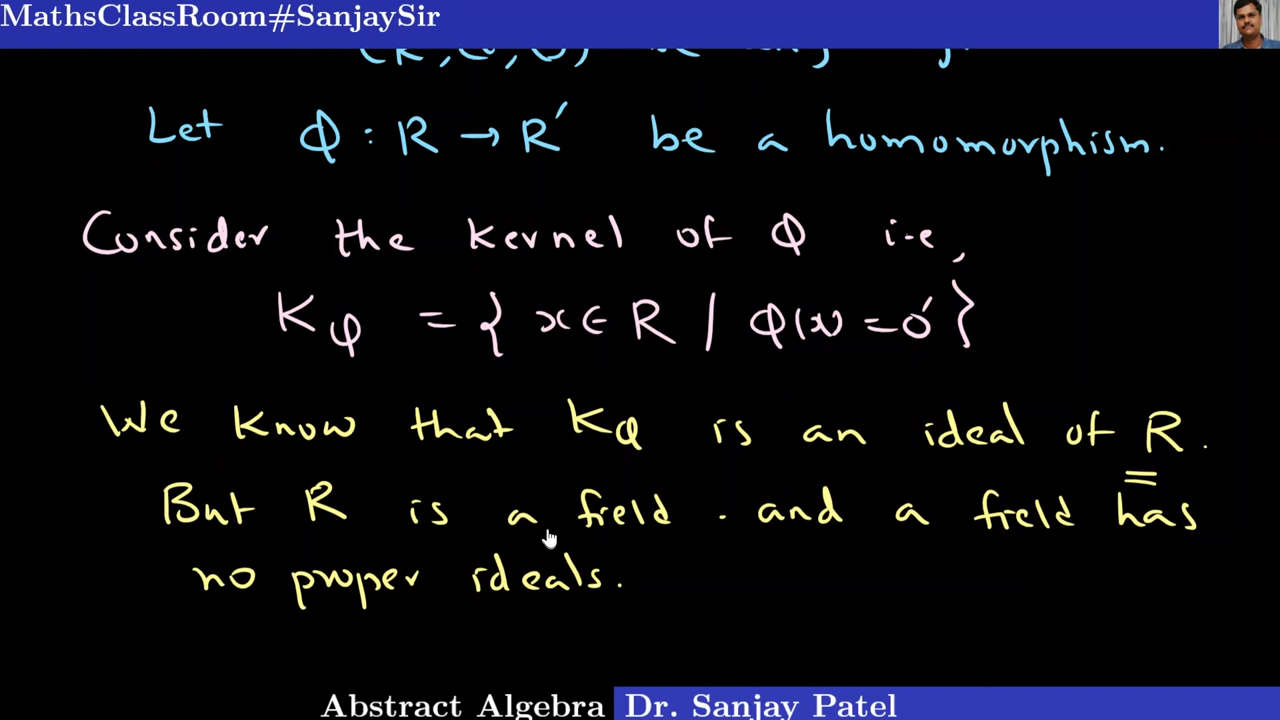 MathsClassRoom#SanjaySir
Let Φ : R → R′ be a homomorphism.
Consider the kernel of Φ i.e,
Kφ = { x ∈ R / Φ(x) = 0′ }
We know that Kφ is an ideal of R.
But R is a field . and a field has
no proper ideals.
Abstract Algebra Dr. Sanjay Patel